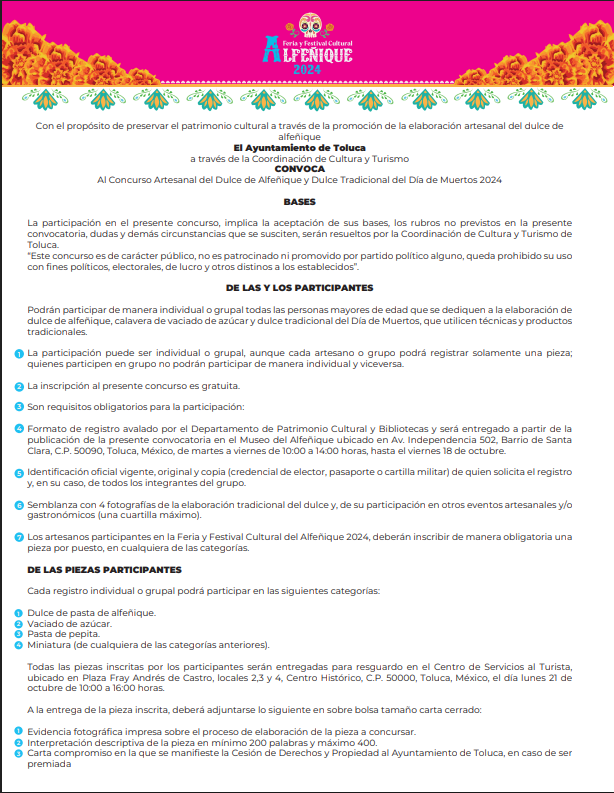 Feria y Festival Cultural
ALFEÑIQUE
2024
Con el propósito de preservar el patrimonio cultural a través de la promoción de la elaboración artesanal del dulce de
alfeñique
El Ayuntamiento de Toluca
a través de la Coordinación de Cultura y Turismo
CONVOCA
Al Concurso Artesanal del Dulce de Alfeñique y Dulce Tradicional del Día de Muertos 2024
BASES
La participación en el presente concurso, implica la aceptación de sus bases, los rubros no previstos en la presente
convocatoria, dudas y demás circunstancias que se susciten, serán resueltos por la Coordinación de Cultura y Turismo de
Toluca.
“Este concurso es de carácter público, no es patrocinado ni promovido por partido político alguno, queda prohibido su uso
con fines políticos, electorales, de lucro y otros distinos a los establecidos”.
DE LAS Y LOS PARTICIPANTES
Podrán participar de manera individual o grupal todas las personas mayores de edad que se dediquen a la elaboración de
dulce de alfeñique, calavera de vaciado de azúcar y dulce tradicional del Día de Muertos, que utilicen técnicas y productos
tradicionales.
1 La participación puede ser individual o grupal, aunque cada artesano o grupo podrá registrar solamente una pieza;
quienes participen en grupo no podrán participar de manera individual y viceversa.
2 La inscripción al presente concurso es gratuita.
3 Son requisitos obligatorios para la participación:
4 Formato de registro avalado por el Departamento de Patrimonio Cultural y Bibliotecas y será entregado a partir de la
publicación de la presente convocatoria en el Museo del Alfeñique ubicado en Av. Independencia 502, Barrio de Santa
Clara, C.P. 50090, Toluca, México, de martes a viernes de 10:00 a 14:00 horas, hasta el viernes 18 de octubre.
5 Identificación oficial vigente, original y copia (credencial de elector, pasaporte o cartilla militar) de quien solicita el registro
y, en su caso, de todos los integrantes del grupo.
6 Semblanza con 4 fotografías de la elaboración tradicional del dulce y, de su participación en otros eventos artesanales y/o
gastronómicos (una cuartilla máximo).
7 Los artesanos participantes en la Feria y Festival Cultural del Alfeñique 2024, deberán inscribir de manera obligatoria una
pieza por puesto, en cualquiera de las categorías.
DE LAS PIEZAS PARTICIPANTES
Cada registro individual o grupal podrá participar en las siguientes categorías:
1 Dulce de pasta de alfeñique.
2 Vaciado de azúcar.
3 Pasta de pepita.
4 Miniatura (de cualquiera de las categorías anteriores).
Todas las piezas inscritas por los participantes serán entregadas para resguardo en el Centro de Servicios al Turista,
ubicado en Plaza Fray Andrés de Castro, locales 2,3 y 4, Centro Histórico, C.P. 50000, Toluca, México, el día lunes 21 de
octubre de 10:00 a 16:00 horas.
A la entrega de la pieza inscrita, deberá adjuntarse lo siguiente en sobre bolsa tamaño carta cerrado:
1 Evidencia fotográfica impresa sobre el proceso de elaboración de la pieza a concursar.
2 Interpretación descriptiva de la pieza en mínimo 200 palabras y máximo 400.
3 Carta compromiso en la que se manifieste la Cesión de Derechos y Propiedad al Ayuntamiento de Toluca, en caso de ser
premiada